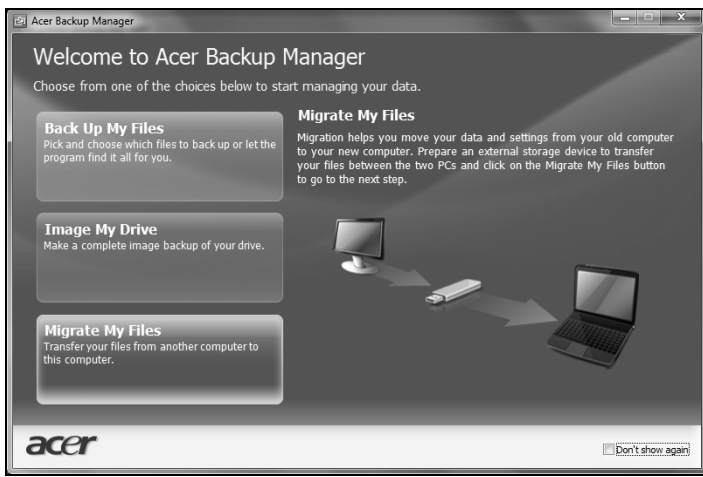 Acer Backup Manager
Welcome to Acer Backup Manager
Choose from one of the choices below to start managing your data.
Back Up My Files
Pick and choose which files to back up or let the
program find it all for you.
Image My Drive
Make a complete image backup of your drive.
Migrate My Files
Transfer your files from another computer to
this computer.
Migrate My Files
Migration helps you move your data and settings from your old computer
to your new computer. Prepare an external storage device to transfer
your files between the two PCs and click on the Migrate My Files button
to go to the next step.
acer
Don't show again